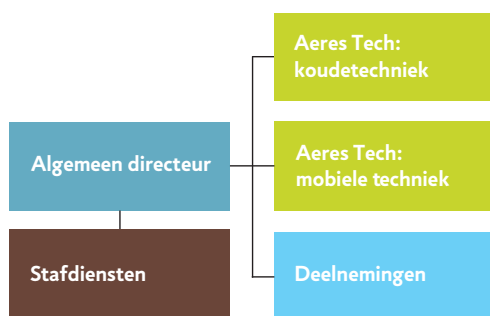 Aeres Tech:
koudetechniek
Algemeen directeur
Aeres Tech:
mobiele techniek
Stafdiensten
Deelnemingen